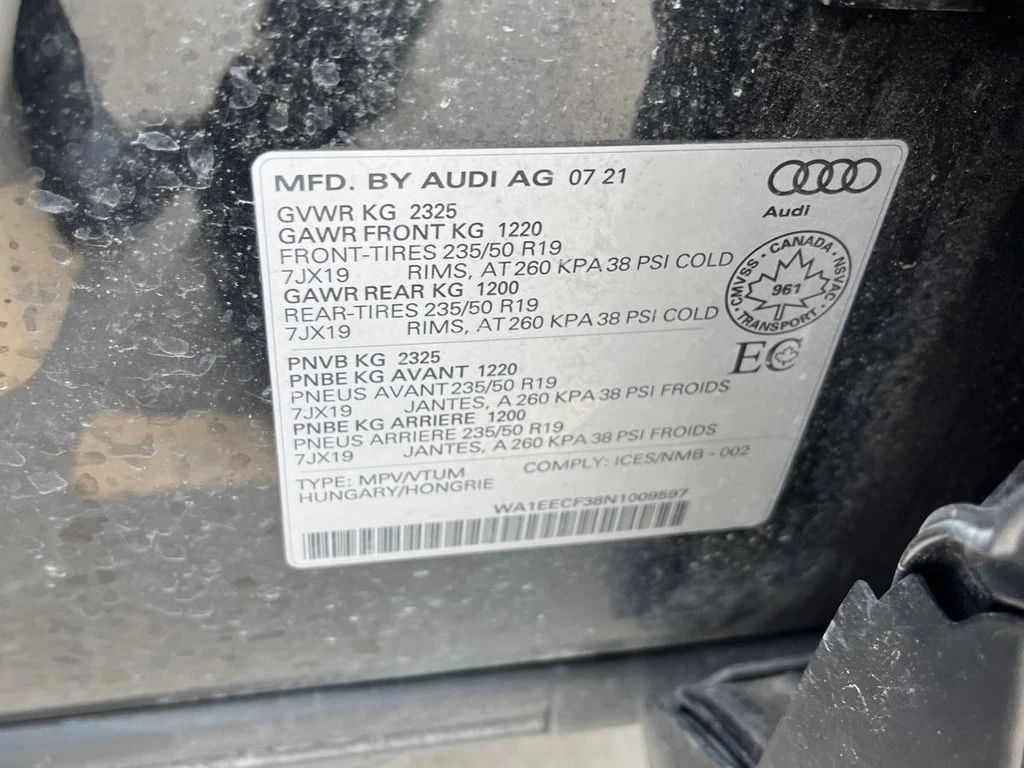 MFD. BY AUDI AG 07 21
Audi
GVWR KG 2325
GAWR FRONT KG 1220
FRONT-TIRES 235/50 R19
7JX19 RIMS, AT 260 KPA 38 PSI COLD
GAWR REAR KG 1200
REAR-TIRES 235/50 R19
7JX19 RIMS, AT 260 KPA 38 PSI COLD
CMVSS · CANADA · NSVAC · TRANSPORT ·
961
EC
PNVB KG 2325
PNBE KG AVANT 1220
PNEUS AVANT 235/50 R19
7JX19 JANTES, A 260 KPA 38 PSI FROIDS
PNBE KG ARRIERE 1200
PNEUS ARRIERE 235/50 R19
7JX19 JANTES, A 260 KPA 38 PSI FROIDS
TYPE: MPV/VTUM COMPLY: ICES/NMB - 002
HUNGARY/HONGRIE
WA1EECF38N1009597